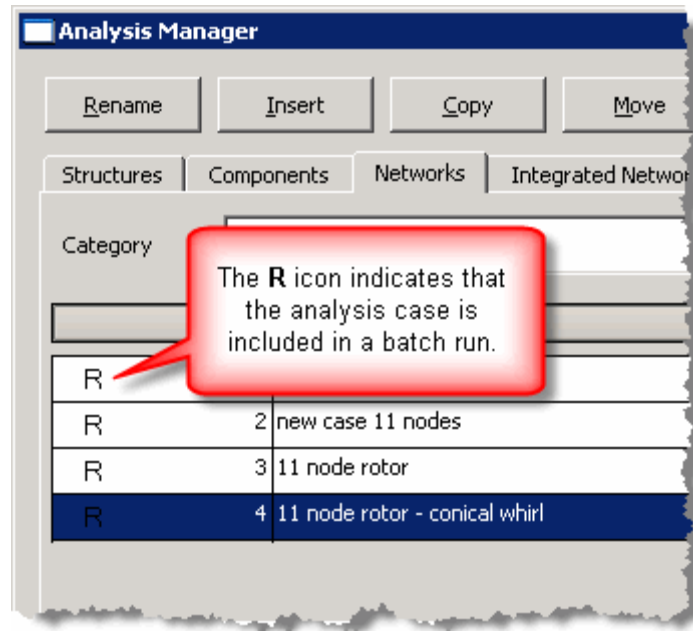 Analysis Manager
Rename Insert Copy Move
Structures Components Networks Integrated Networ
Category
The R icon indicates that
the analysis case is
included in a batch run.
R
R 2 new case 11 nodes
R 3 11 node rotor
R 4 11 node rotor - conical whirl